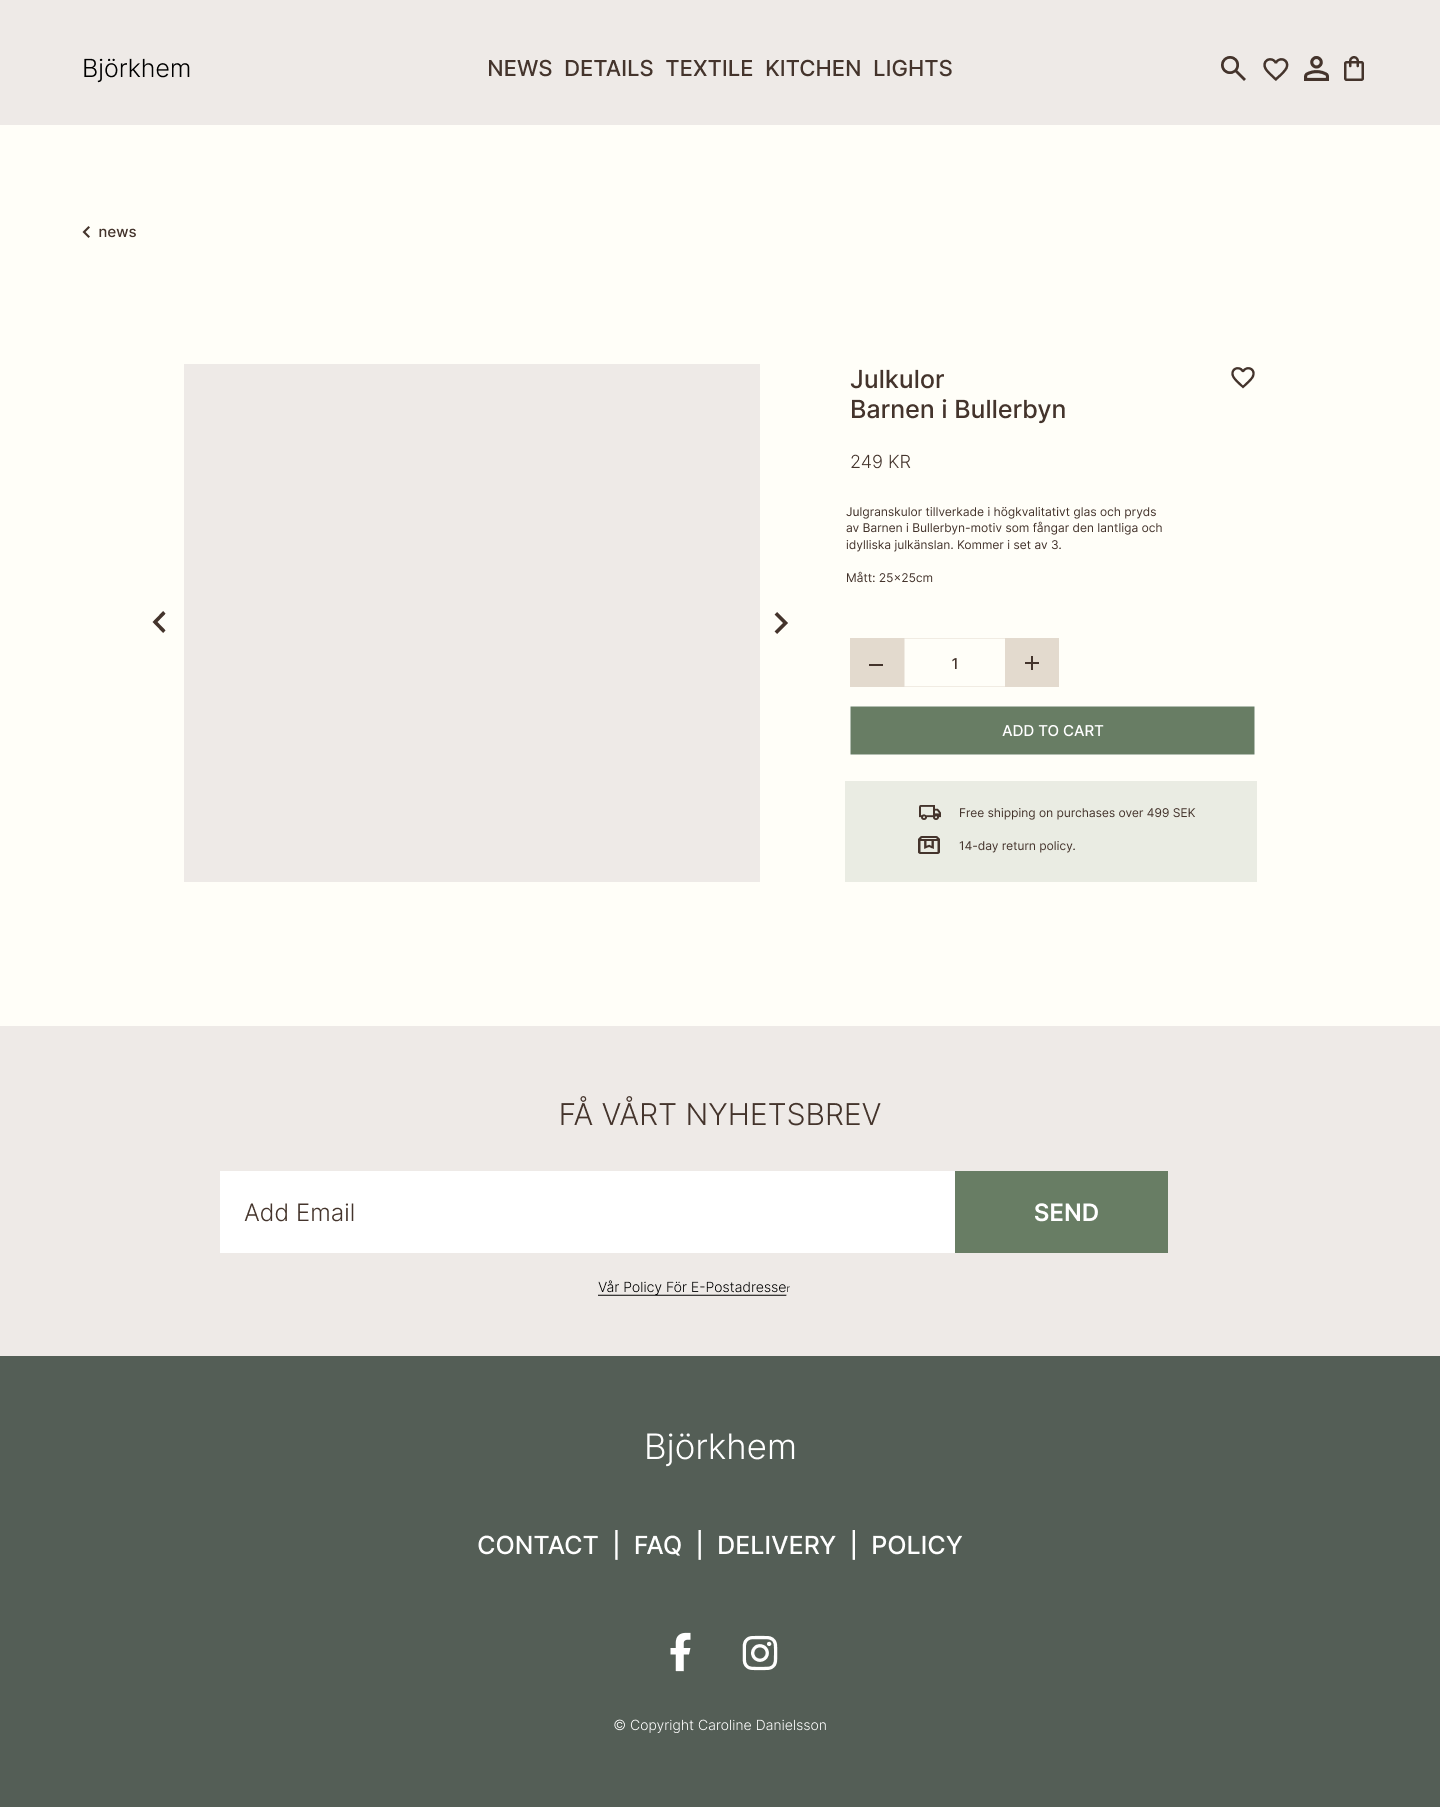 Björkhem
NEWS DETAILS TEXTILE KITCHEN LIGHTS
news
Julkulor
Barnen i Bullerbyn
249 KR
Julgranskulor tillverkade i högkvalitativt glas och pryds
av Barnen i Bullerbyn-motiv som fångar den lantliga och
idylliska julkänslan. Kommer i set av 3.
Mått: 25x25cm
– 1 +
ADD TO CART
Free shipping on purchases over 499 SEK
14-day return policy.
FÅ VÅRT NYHETSBREV
Add Email
SEND
Vår Policy För E-Postadresser
Björkhem
CONTACT | FAQ | DELIVERY | POLICY
© Copyright Caroline Danielsson